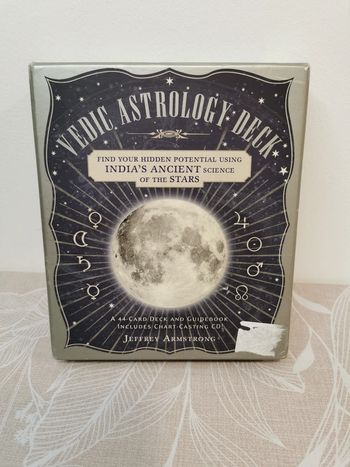 VEDIC ASTROLOGY DECK
FIND YOUR HIDDEN POTENTIAL USING
INDIA'S ANCIENT SCIENCE
OF THE STARS
A 44-CARD DECK AND GUIDEBOOK
INCLUDES CHART-CASTING CD!
JEFFREY ARMSTRONG